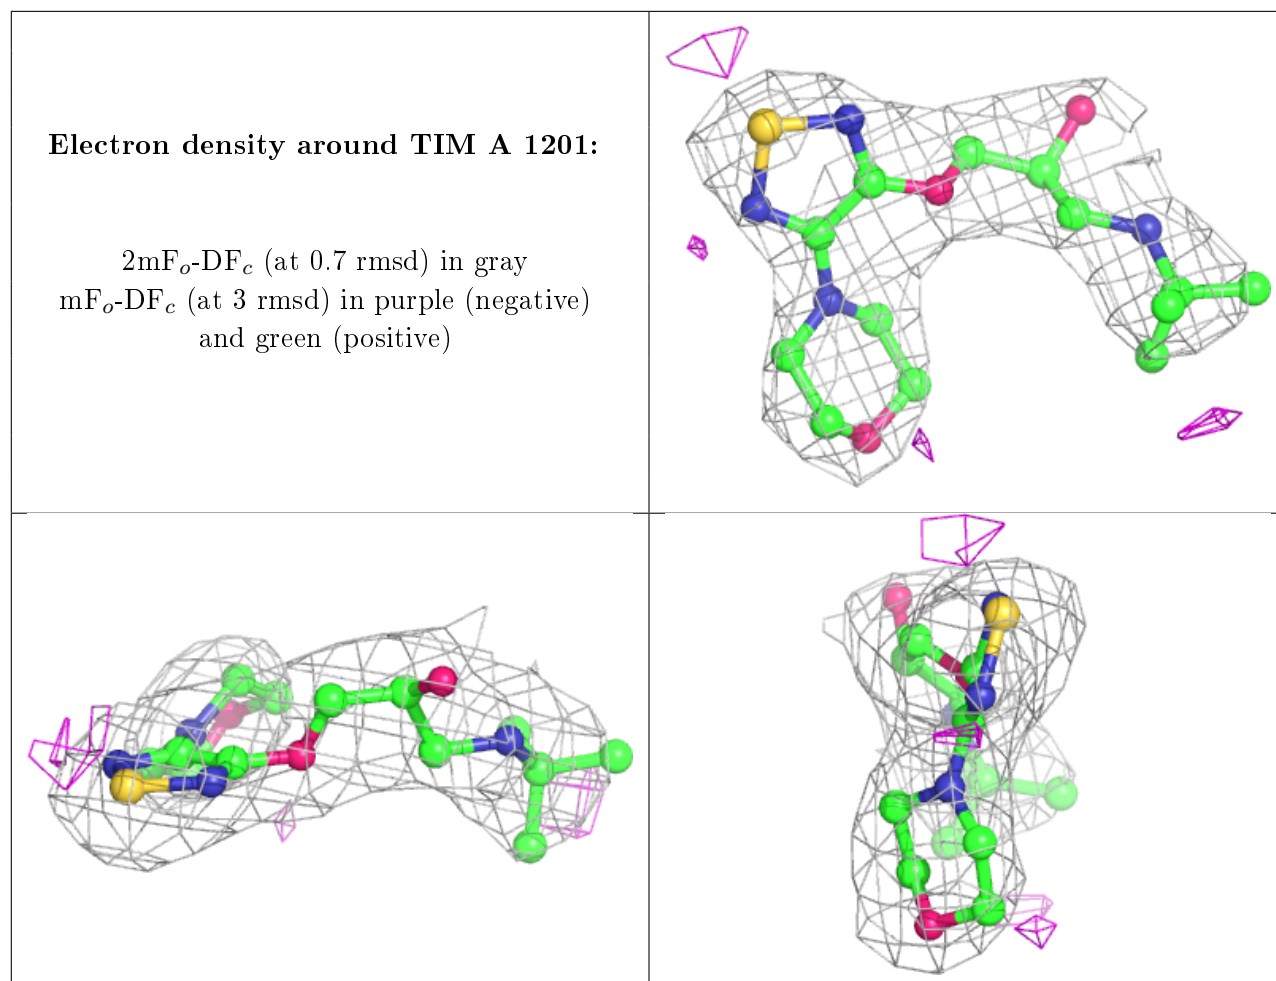 Electron density around TIM A 1201:
2mFo-DFc (at 0.7 rmsd) in gray
mFo-DFc (at 3 rmsd) in purple (negative)
and green (positive)